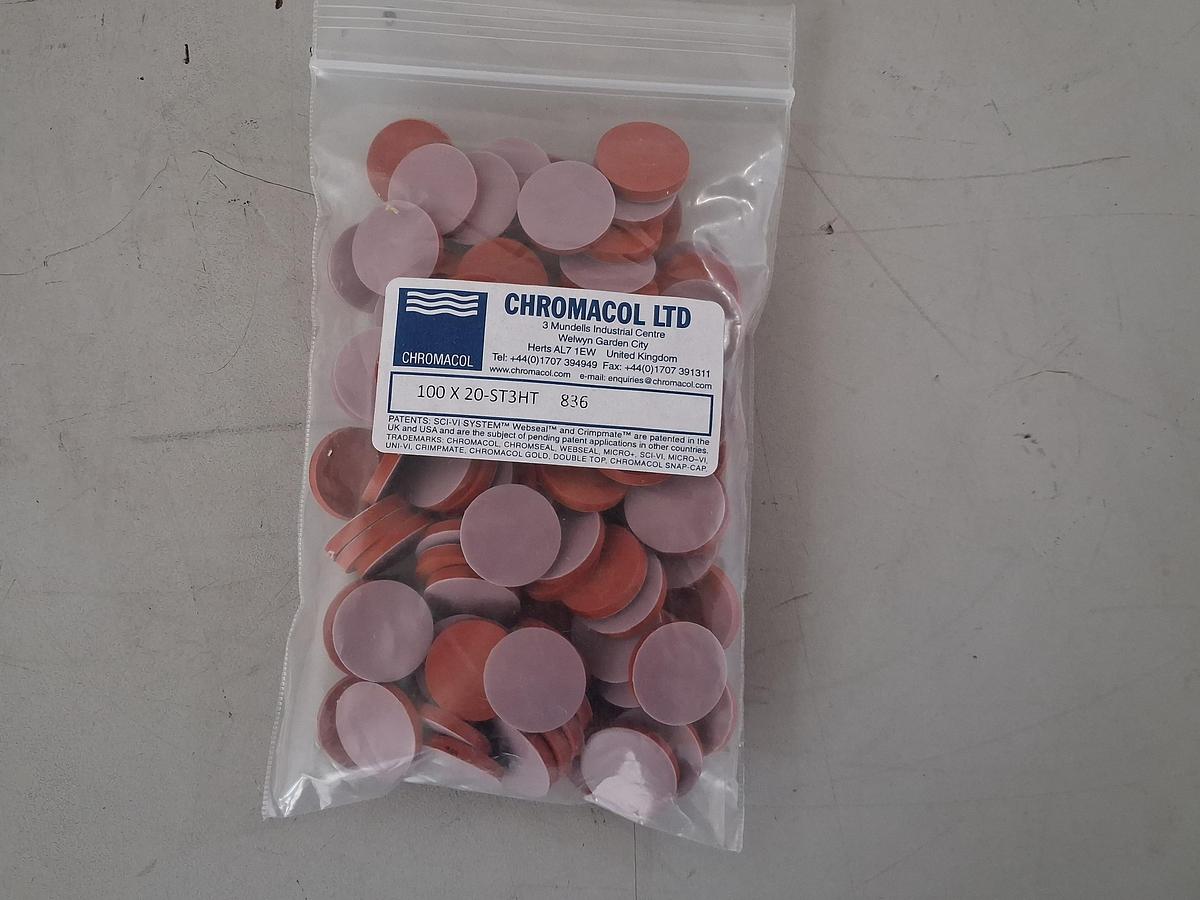 CHROMACOL
CHROMACOL LTD
3 Mundells Industrial Centre
Welwyn Garden City
Herts AL7 1EW United Kingdom
Tel: +44(0)1707 394949 Fax: +44(0)1707 391311
www.chromacol.com e-mail: enquiries@chromacol.com
100 X 20-ST3HT 836
PATENTS: SCI-VI SYSTEM™ Webseal™ and Crimpmate™ are patented in the
UK and USA and are the subject of pending patent applications in other countries.
TRADEMARKS: CHROMACOL, CHROMSEAL, WEBSEAL, MICRO+, SCI-VI, MICRO-VI,
UNI-VI, CRIMPMATE, CHROMACOL GOLD, DOUBLE TOP, CHROMACOL SNAP-CAP